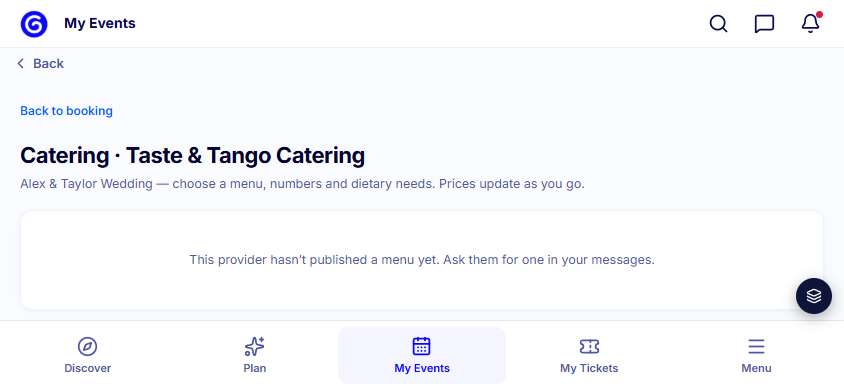 My Events
Back
Back to booking
Catering · Taste & Tango Catering
Alex & Taylor Wedding — choose a menu, numbers and dietary needs. Prices update as you go.
This provider hasn't published a menu yet. Ask them for one in your messages.
Discover
Plan
My Events
My Tickets
Menu